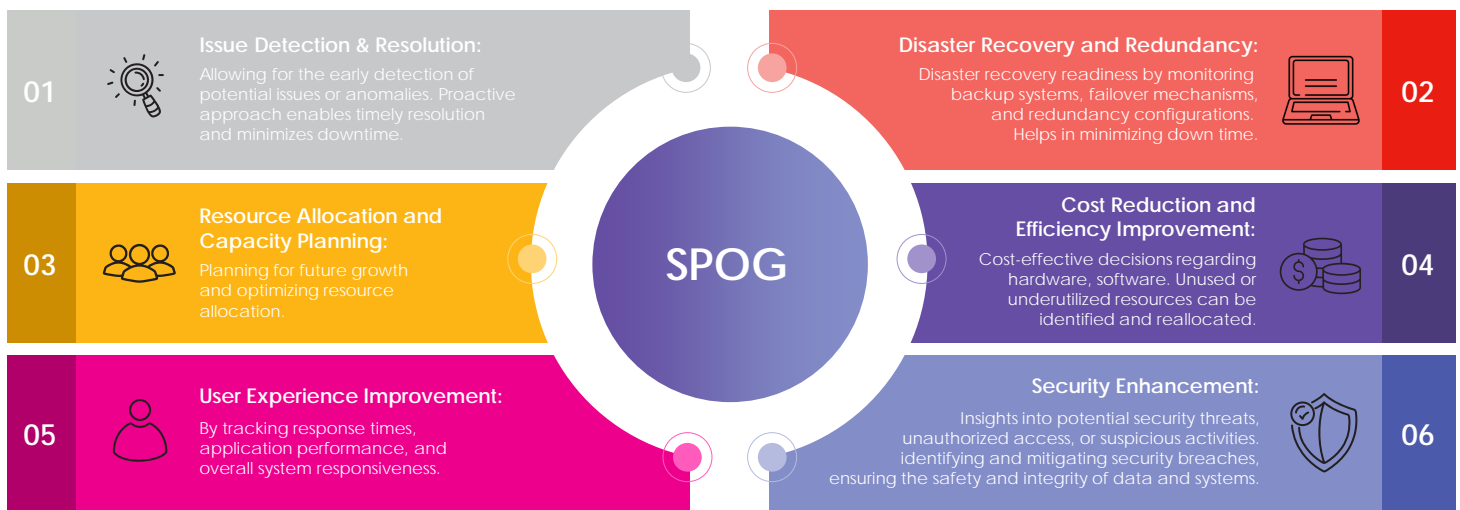 01
Issue Detection & Resolution:
Allowing for the early detection of
potential issues or anomalies. Proactive
approach enables timely resolution
and minimizes downtime.
Disaster Recovery and Redundancy:
Disaster recovery readiness by monitoring
backup systems, failover mechanisms,
and redundancy configurations.
Helps in minimizing down time.
02
03
Resource Allocation and
Capacity Planning:
Planning for future growth
and optimizing resource
allocation.
SPOG
Cost Reduction and
Efficiency Improvement:
Cost-effective decisions regarding
hardware, software. Unused or
underutilized resources can be
identified and reallocated.
$
04
05
User Experience Improvement:
By tracking response times,
application performance, and
overall system responsiveness.
Security Enhancement:
Insights into potential security threats,
unauthorized access, or suspicious activities.
identifying and mitigating security breaches,
ensuring the safety and integrity of data and systems.
06